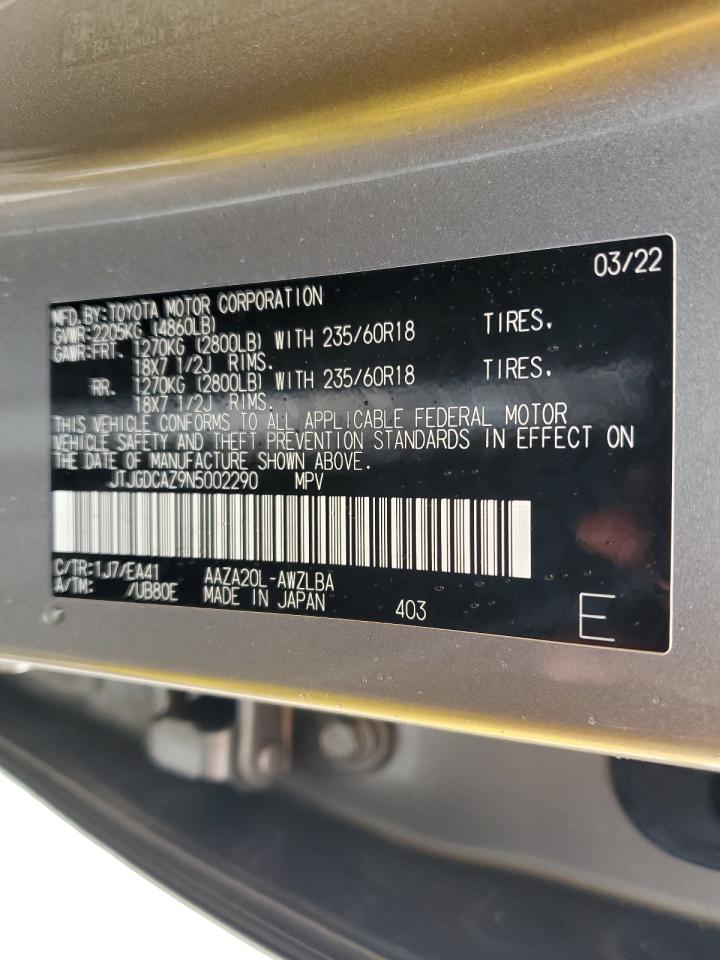 03/22
MFD.BY:TOYOTA MOTOR CORPORATION
GVWR:2205KG (4860LB)
GAWR:FRT. 1270KG (2800LB) WITH 235/60R18 TIRES,
18X7 1/2J RIMS.
RR. 1270KG (2800LB) WITH 235/60R18 TIRES,
18X7 1/2J RIMS.
THIS VEHICLE CONFORMS TO ALL APPLICABLE FEDERAL MOTOR
VEHICLE SAFETY AND THEFT PREVENTION STANDARDS IN EFFECT ON
THE DATE OF MANUFACTURE SHOWN ABOVE.
JTJGDCAZ9N5002290 MPV
C/TR:1J7/EA41 AAZA20L-AWZLBA
A/TM: /UB80E MADE IN JAPAN 403
E